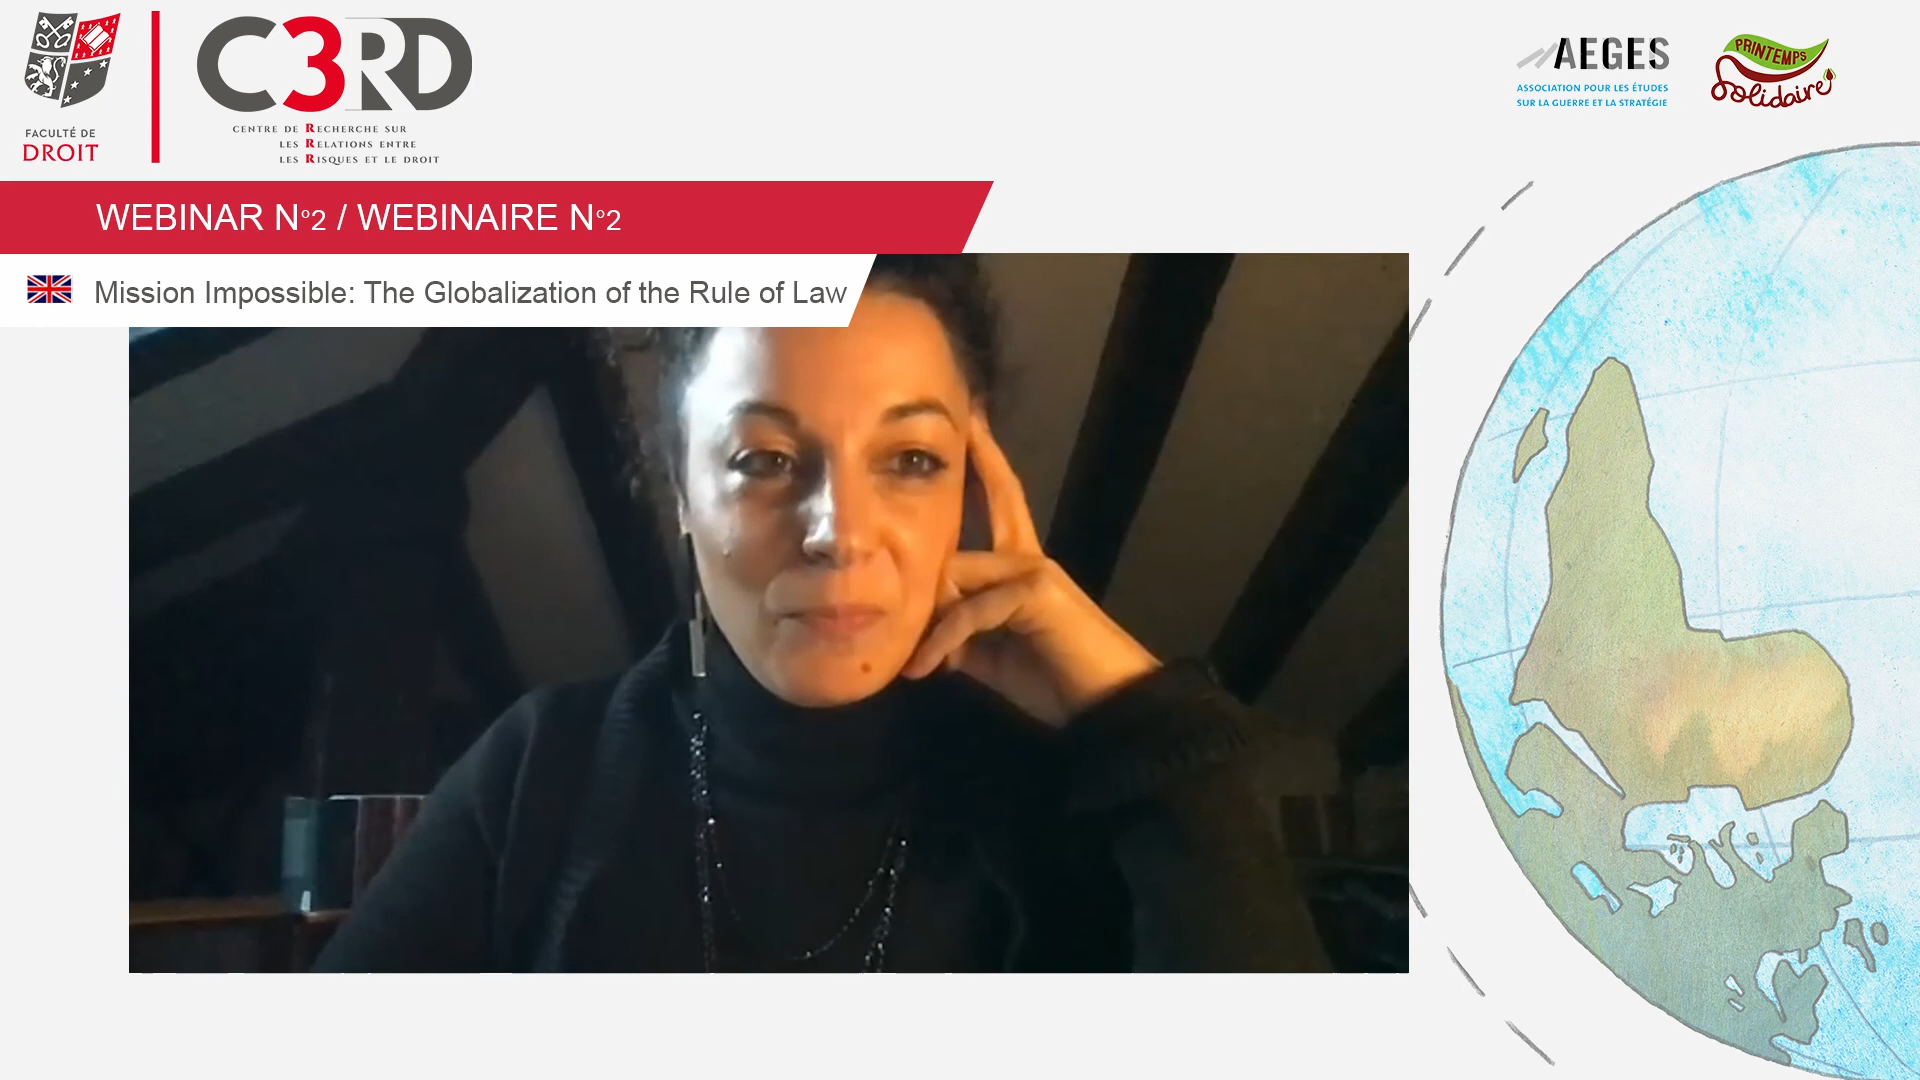 FACULTÉ DE
DROIT
C3RD
CENTRE DE RECHERCHE SUR
LES RELATIONS ENTRE
LES RISQUES ET LE DROIT
AEGES
ASSOCIATION POUR LES ÉTUDES
SUR LA GUERRE ET LA STRATÉGIE
PRINTEMPS
Solidaire
WEBINAR N°2 / WEBINAIRE N°2
Mission Impossible: The Globalization of the Rule of Law